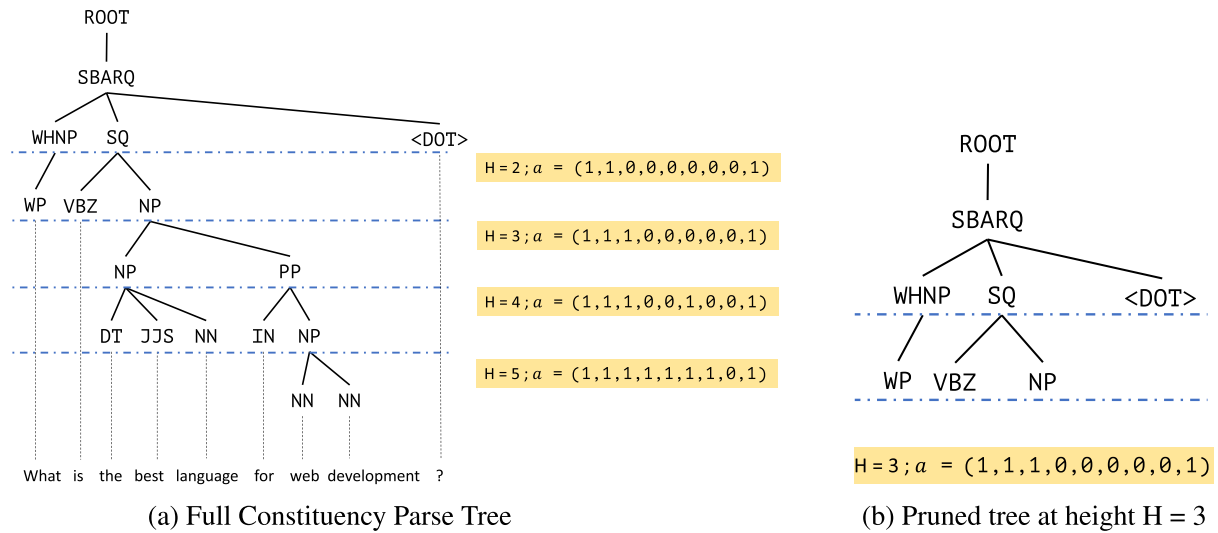 ROOT
SBARQ
WHNP SQ <DOT>
H = 2 ; a = (1,1,0,0,0,0,0,0,1)
WP VBZ NP
H = 3 ; a = (1,1,1,0,0,0,0,0,1)
NP PP
H = 4 ; a = (1,1,1,0,0,1,0,0,1)
DT JJS NN IN NP
H = 5 ; a = (1,1,1,1,1,1,1,0,1)
NN NN
What is the best language for web development ?
(a) Full Constituency Parse Tree
ROOT
SBARQ
WHNP SQ <DOT>
WP VBZ NP
H = 3 ; a = (1,1,1,0,0,0,0,0,1)
(b) Pruned tree at height H = 3